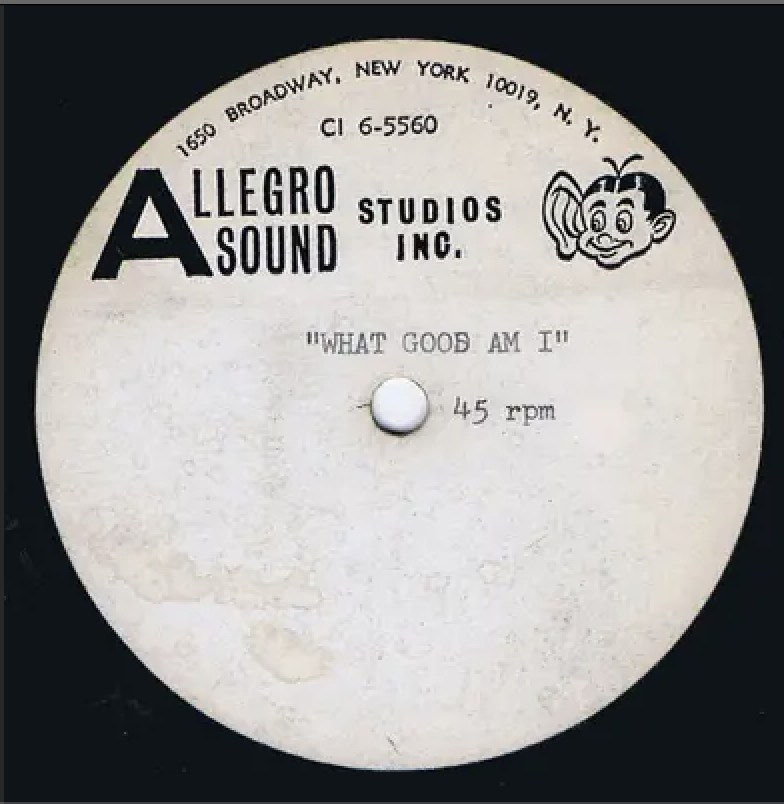 1650 BROADWAY, NEW YORK 10019, N. Y.
CI 6-5560
ALLEGRO
SOUND
STUDIOS
INC.
"WHAT GOOD AM I"
45 rpm